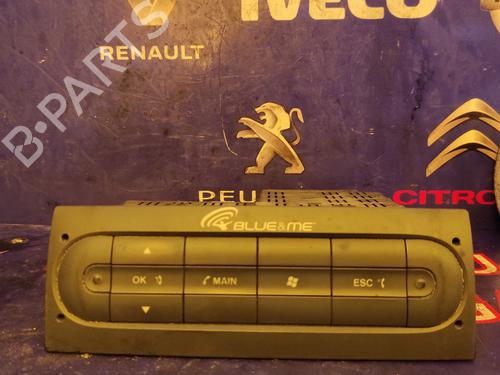 IVECO
RENAULT
B-PARTS
PEU
CITRO
BLUE&ME
OK MAIN ESC